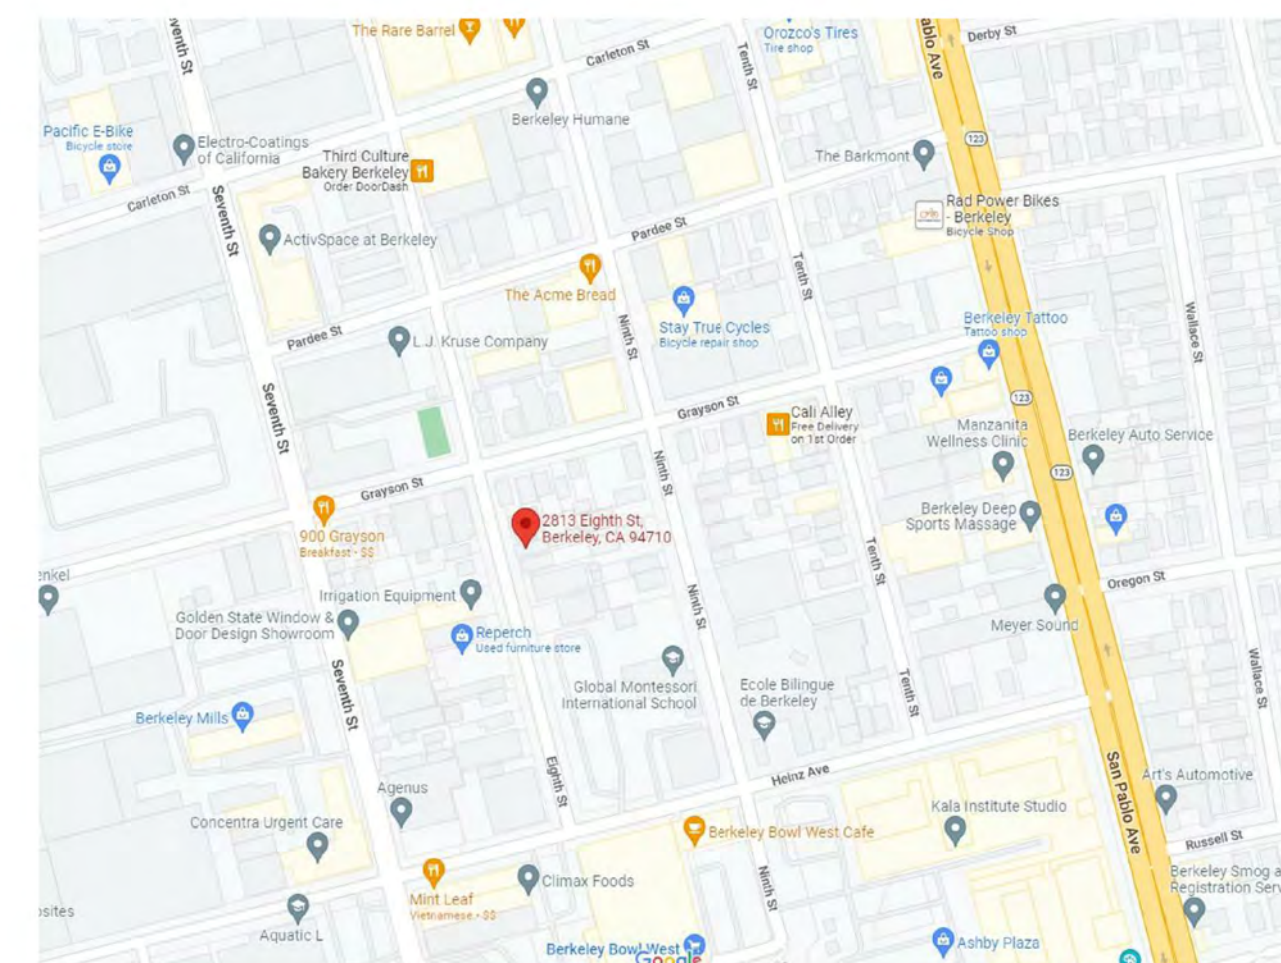 The Rare Barrel
Orozco's Tires
Tire shop
Derby St
Carleton St
Tenth St
Pablo Ave
Seventh St
Berkeley Humane
Pacific E-Bike
Bicycle store
Electro-Coatings
of California
Third Culture
Bakery Berkeley
Order DoorDash
The Barkmont
123
Carleton St
Seventh St
Rad Power Bikes
- Berkeley
Bicycle Shop
ActivSpace at Berkeley
Pardee St
Tenth St
The Acme Bread
Stay True Cycles
Bicycle repair shop
Berkeley Tattoo
Tattoo shop
Wallace St
Pardee St
L.J. Kruse Company
Ninth St
Seventh St
Grayson St
123
Cali Alley
Free Delivery
on 1st Order
Manzanita
Wellness Clinic
Berkeley Auto Service
Ninth St
123
Grayson St
900 Grayson
Breakfast • $$
2813 Eighth St,
Berkeley, CA 94710
Berkeley Deep
Sports Massage
Tenth St
enkel
Irrigation Equipment
Oregon St
Golden State Window &
Door Design Showroom
Reperch
Used furniture store
Ninth St
Meyer Sound
Seventh St
Global Montessori
International School
Ecole Bilingue
de Berkeley
Tenth St
Wallace St
Berkeley Mills
Eighth St
Heinz Ave
San Pablo Ave
Art's Automotive
Agenus
Concentra Urgent Care
Berkeley Bowl West Cafe
Kala Institute Studio
Russell St
Mint Leaf
Vietnamese • $$
Climax Foods
Ninth St
Berkeley Smog a
Registration Serv
sites
Aquatic L
Berkeley Bowl West
Google
Ashby Plaza